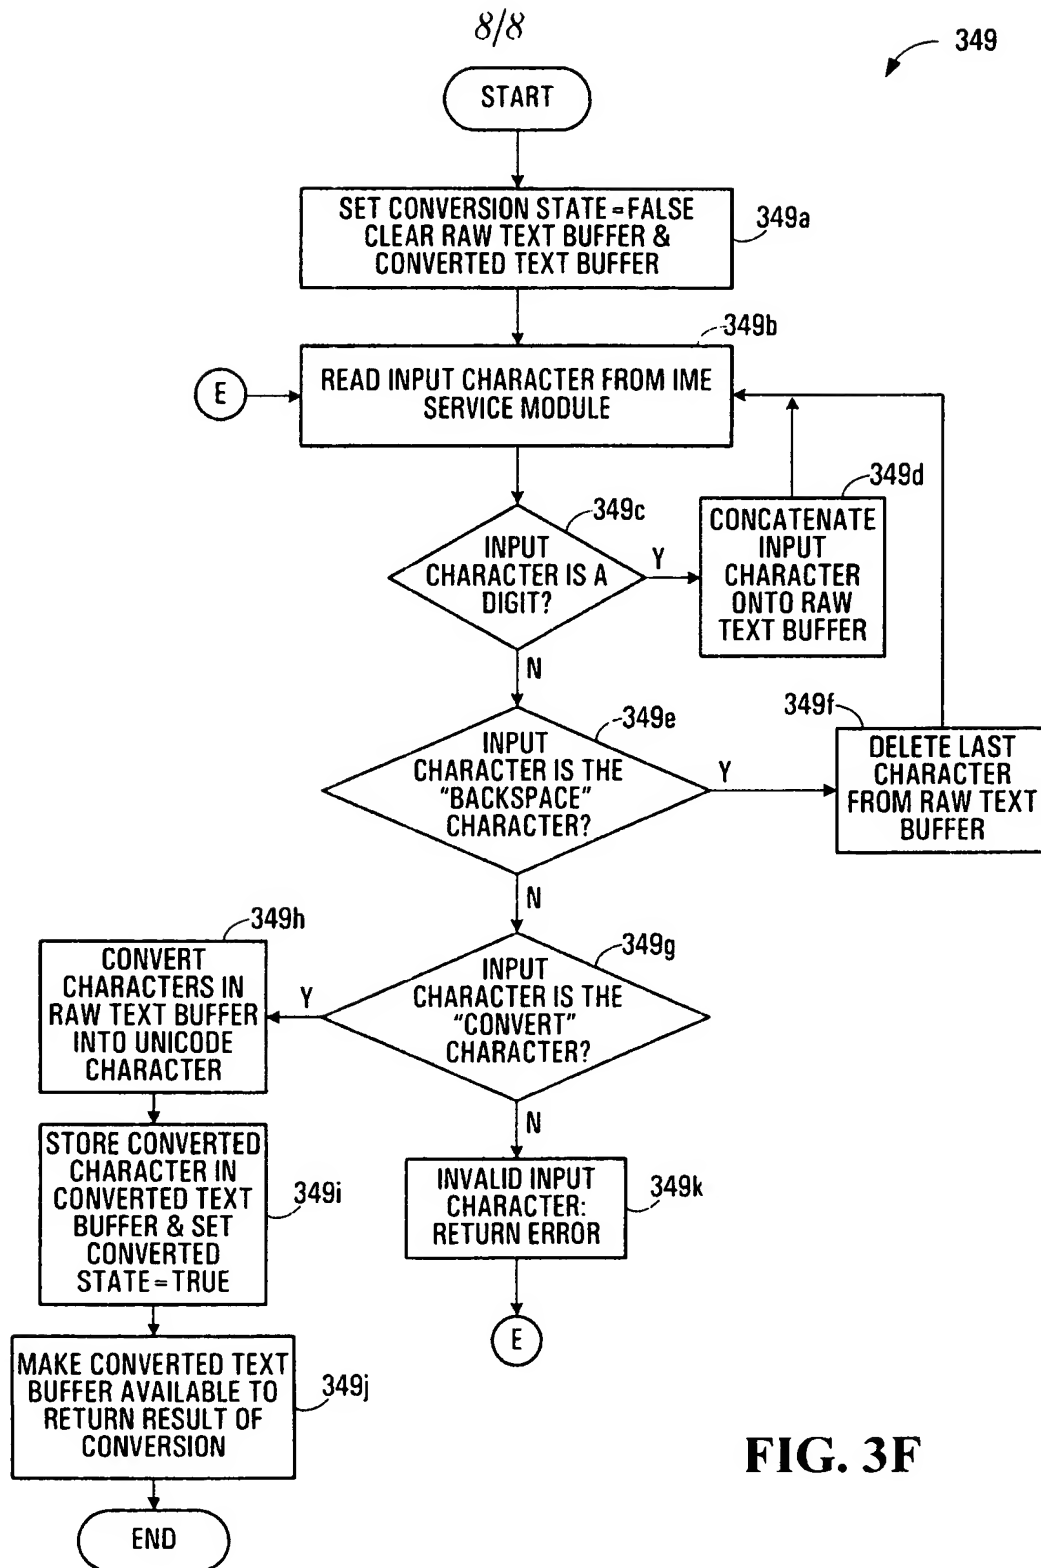 8/8
349
START
SET CONVERSION STATE=FALSE
CLEAR RAW TEXT BUFFER &
CONVERTED TEXT BUFFER
349a
349b
E
READ INPUT CHARACTER FROM IME
SERVICE MODULE
349c
INPUT
CHARACTER IS A
DIGIT?
Y
349d
CONCATENATE
INPUT
CHARACTER
ONTO RAW
TEXT BUFFER
N
349e
INPUT
CHARACTER IS THE
"BACKSPACE"
CHARACTER?
Y
349f
DELETE LAST
CHARACTER
FROM RAW TEXT
BUFFER
N
349g
INPUT
CHARACTER IS THE
"CONVERT"
CHARACTER?
Y
349h
CONVERT
CHARACTERS IN
RAW TEXT BUFFER
INTO UNICODE
CHARACTER
N
STORE CONVERTED
CHARACTER IN
CONVERTED TEXT
BUFFER & SET
CONVERTED
STATE=TRUE
349i
INVALID INPUT
CHARACTER:
RETURN ERROR
349k
E
MAKE CONVERTED TEXT
BUFFER AVAILABLE TO
RETURN RESULT OF
CONVERSION
349j
END
FIG. 3F